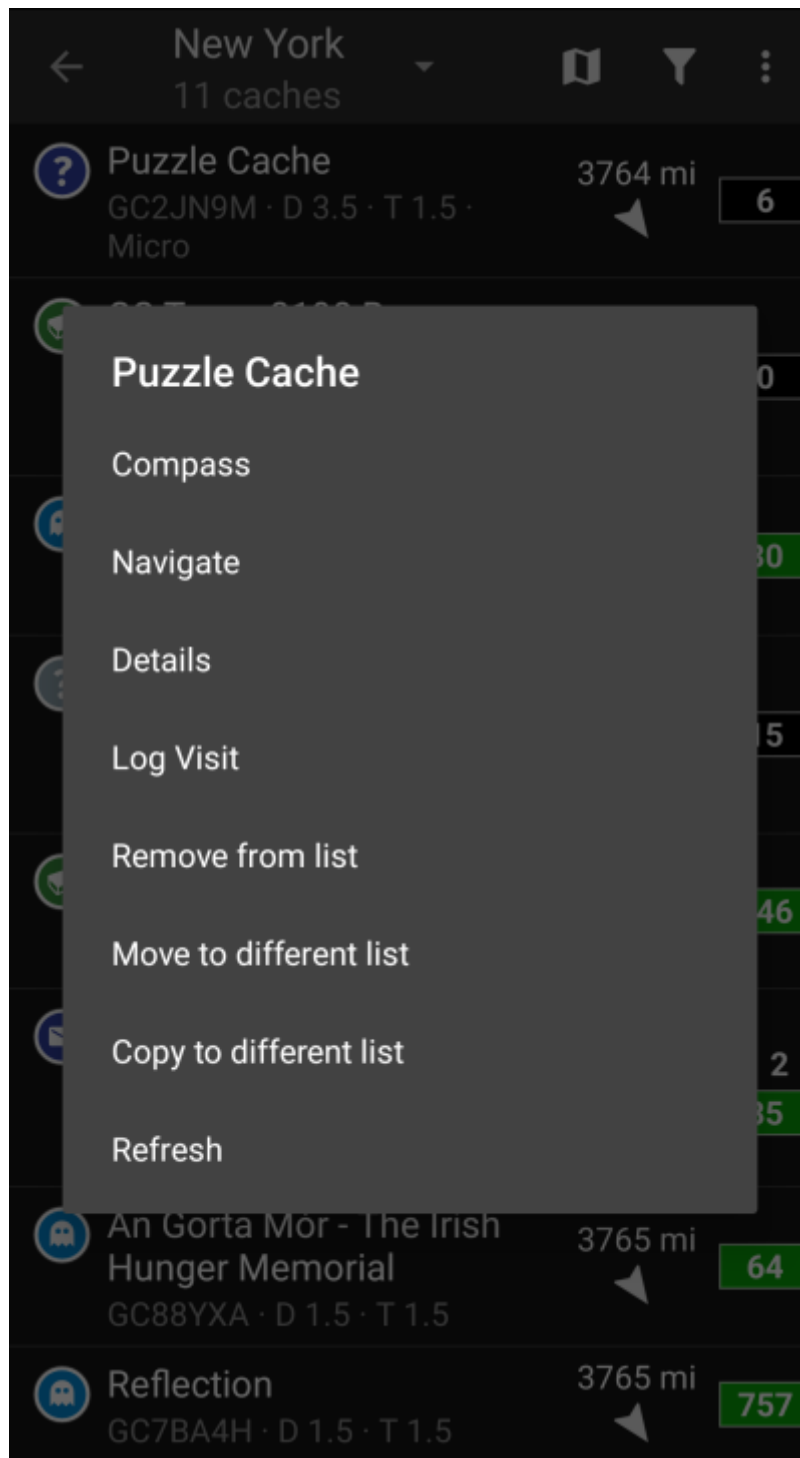 New York
11 caches
Puzzle Cache
GC2JN9M · D 3.5 · T 1.5 ·
Micro
3764 mi
6
Puzzle Cache
Compass
Navigate
Details
Log Visit
Remove from list
Move to different list
Copy to different list
Refresh
2
An Gorta Mór - The Irish
Hunger Memorial
GC88YXA · D 1.5 · T 1.5
3765 mi
64
Reflection
GC7BA4H · D 1.5 · T 1.5
3765 mi
757